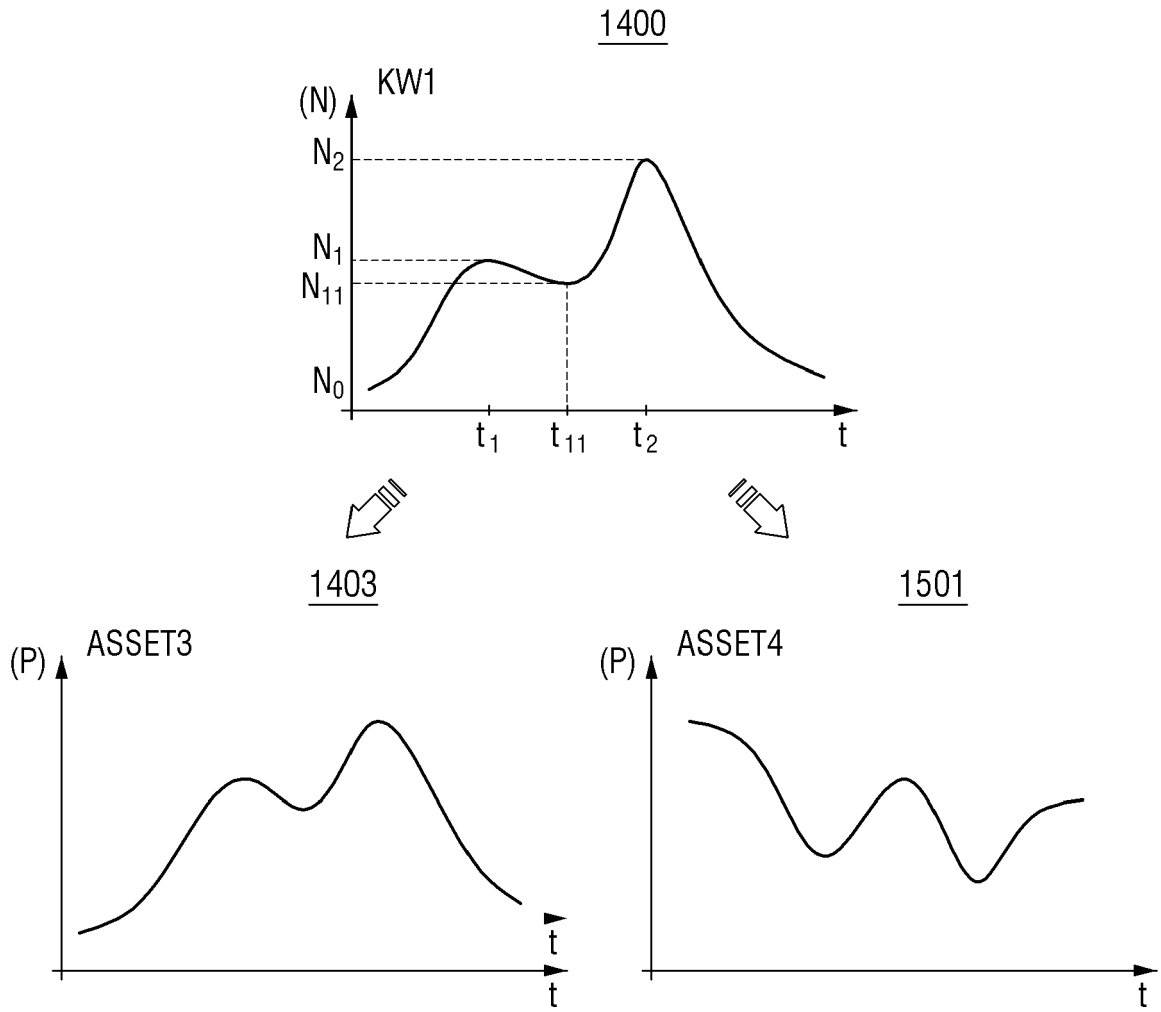 1400
(N) KW1
N2
N1
N11
N0
t1 t11 t2 t
1403 1501
(P) ASSET3 (P) ASSET4
t
t t